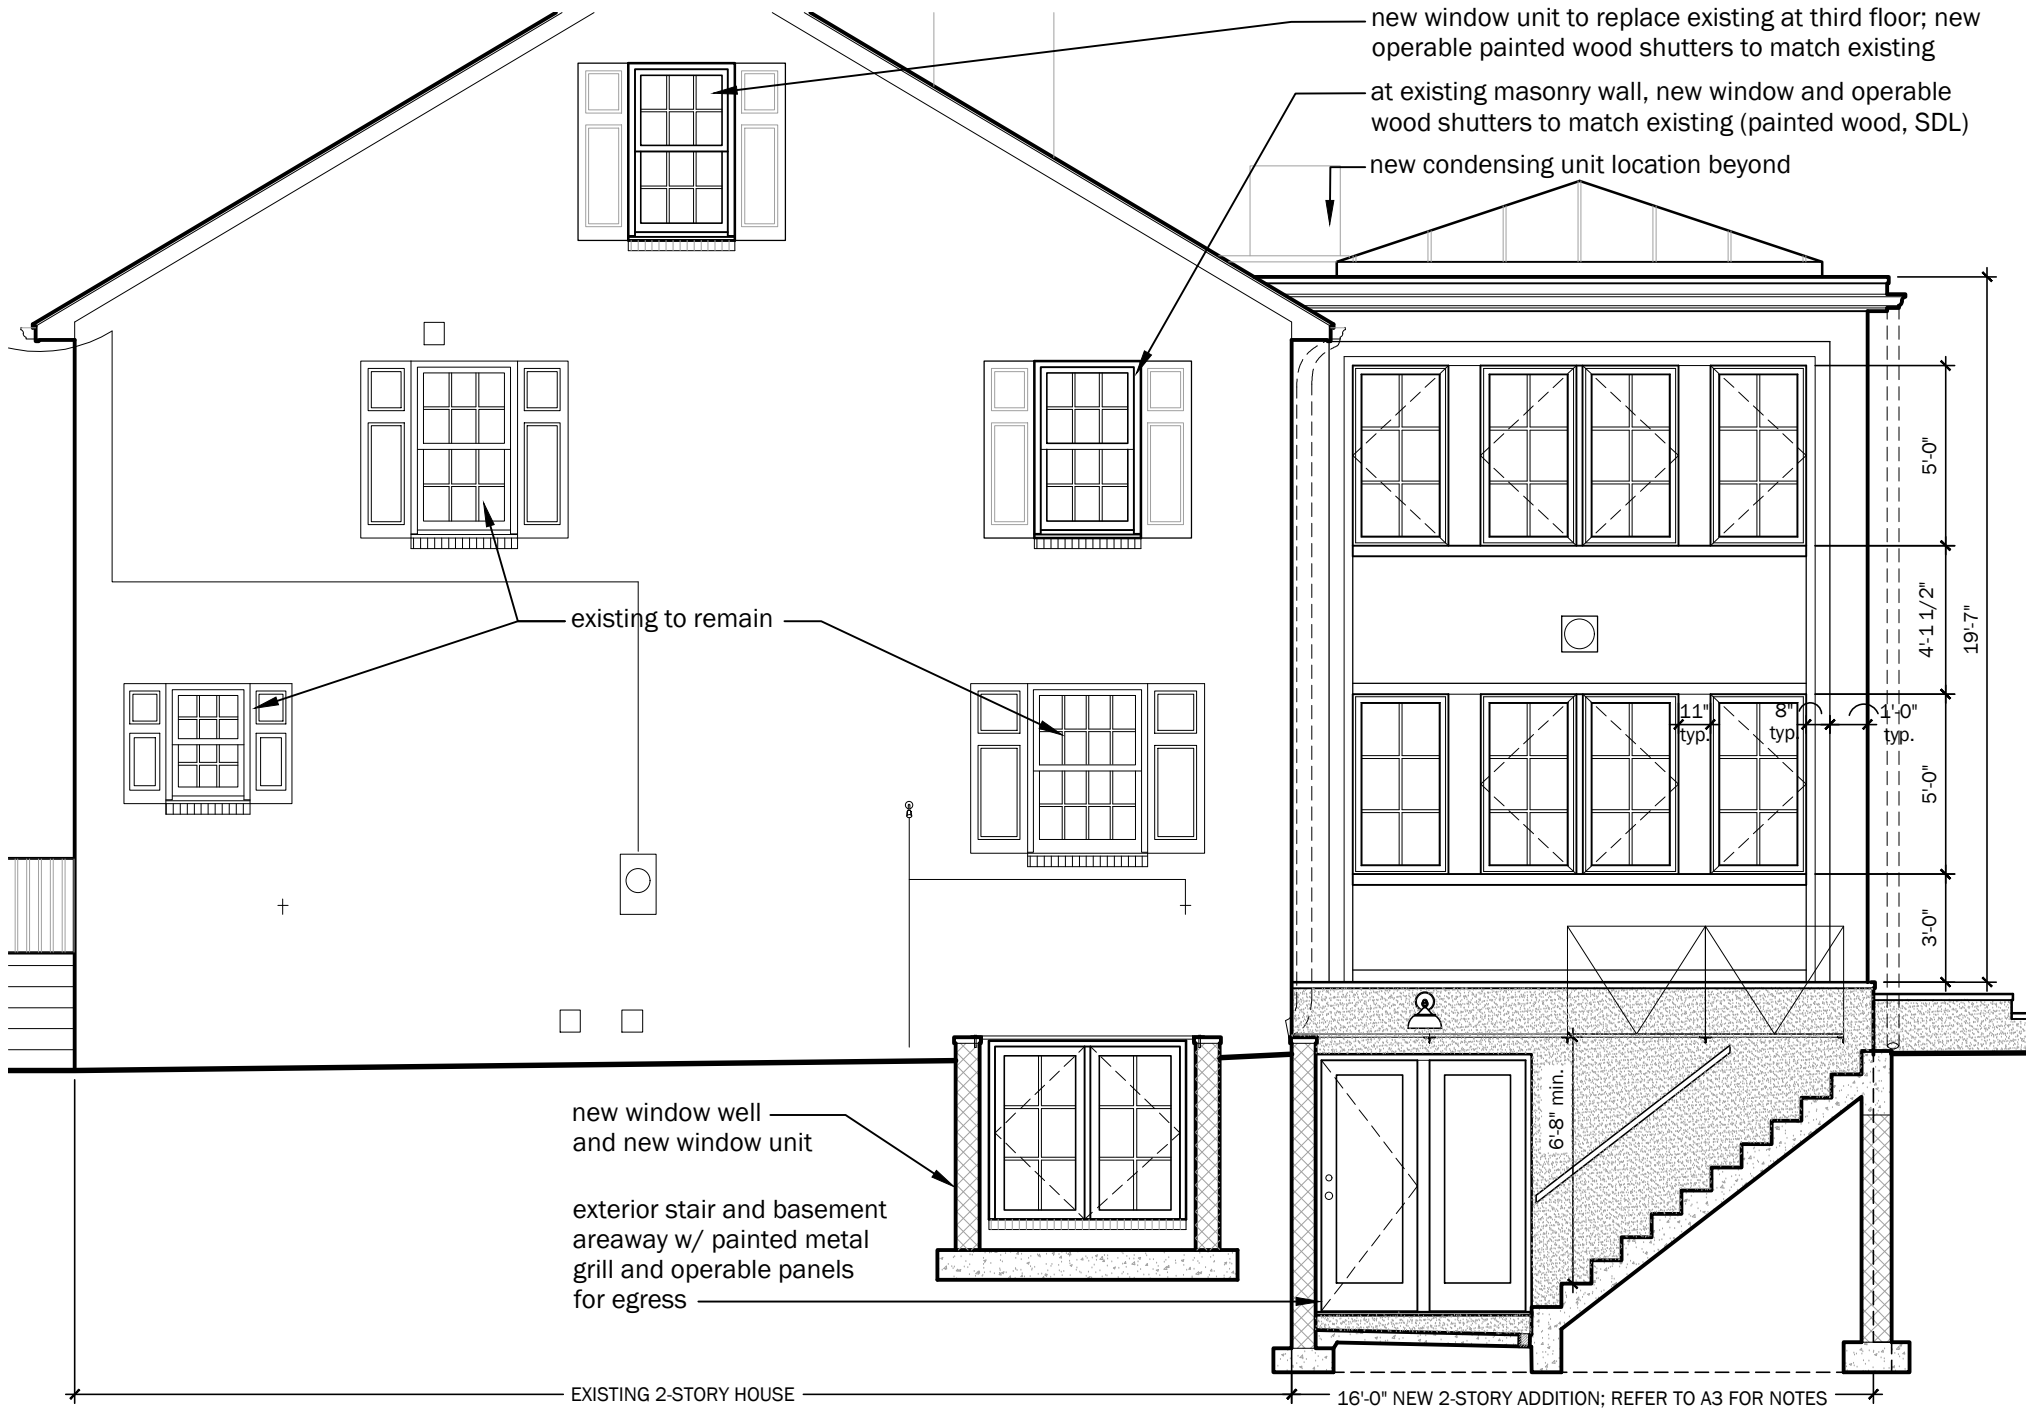 new window unit to replace existing at third floor; new
operable painted wood shutters to match existing
at existing masonry wall, new window and operable
wood shutters to match existing (painted wood, SDL)
new condensing unit location beyond
5'-0"
4'-1 1/2"
19'-7"
existing to remain
11"
typ.
8"
typ.
1'-0"
typ.
5'-0"
3'-0"
6'-8" min.
new window well
and new window unit
exterior stair and basement
areaway w/ painted metal
grill and operable panels
for egress
EXISTING 2-STORY HOUSE
16'-0" NEW 2-STORY ADDITION; REFER TO A3 FOR NOTES